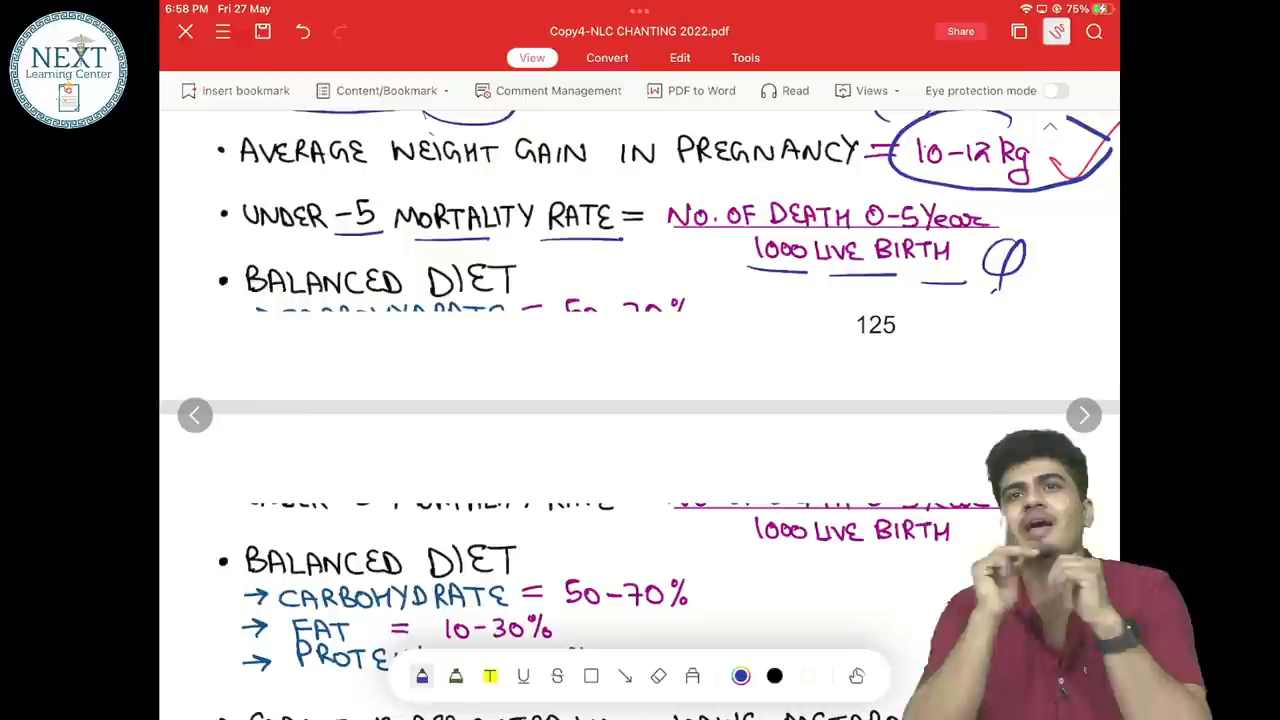 6:58 PM Fri 27 May
75%
NEXT
Learning Center
Copy4-NLC CHANTING 2022.pdf
Share
View Convert Edit Tools
Insert bookmark Content/Bookmark Comment Management PDF to Word Read Views Eye protection mode
• AVERAGE WEIGHT GAIN IN PREGNANCY = 10-12 kg
• UNDER -5 MORTALITY RATE = NO. OF DEATH 0-5 Year
1000 LIVE BIRTH
• BALANCED DIET
= 50-70%
125
1000 LIVE BIRTH
• BALANCED DIET
→ CARBOHYDRATE = 50-70%
→ FAT = 10-30%
→ PROTE